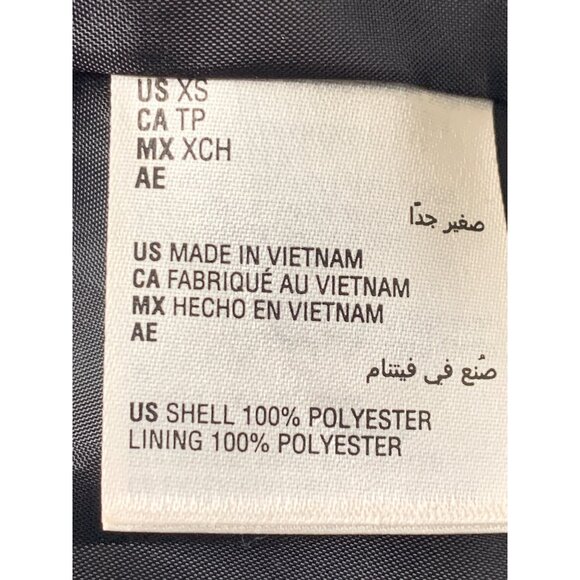 US XS
CA TP
MX XCH
AE
صغير جدًا
US MADE IN VIETNAM
CA FABRIQUÉ AU VIETNAM
MX HECHO EN VIETNAM
AE
صُنع في فيتنام
US SHELL 100% POLYESTER
LINING 100% POLYESTER